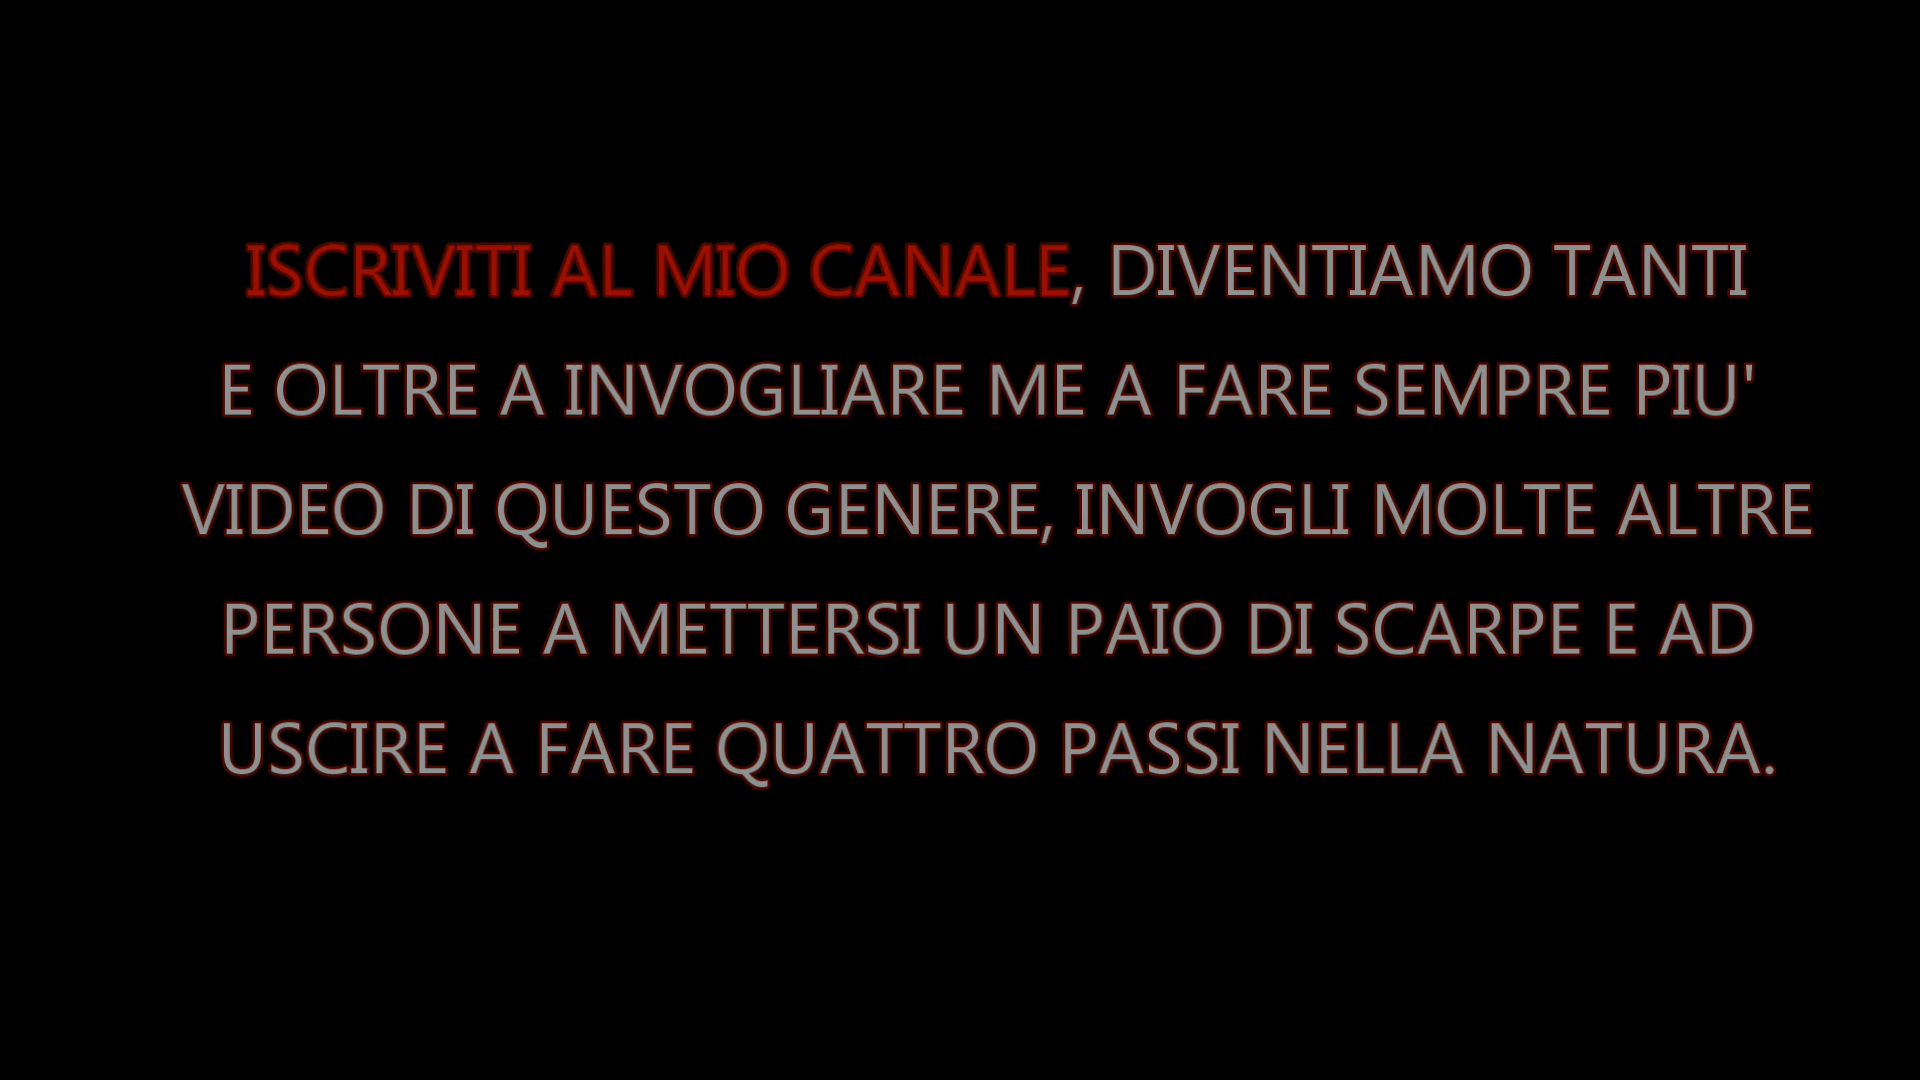 ISCRIVITI AL MIO CANALE, DIVENTIAMO TANTI
E OLTRE A INVOGLIARE ME A FARE SEMPRE PIU'
VIDEO DI QUESTO GENERE, INVOGLI MOLTE ALTRE
PERSONE A METTERSI UN PAIO DI SCARPE E AD
USCIRE A FARE QUATTRO PASSI NELLA NATURA.